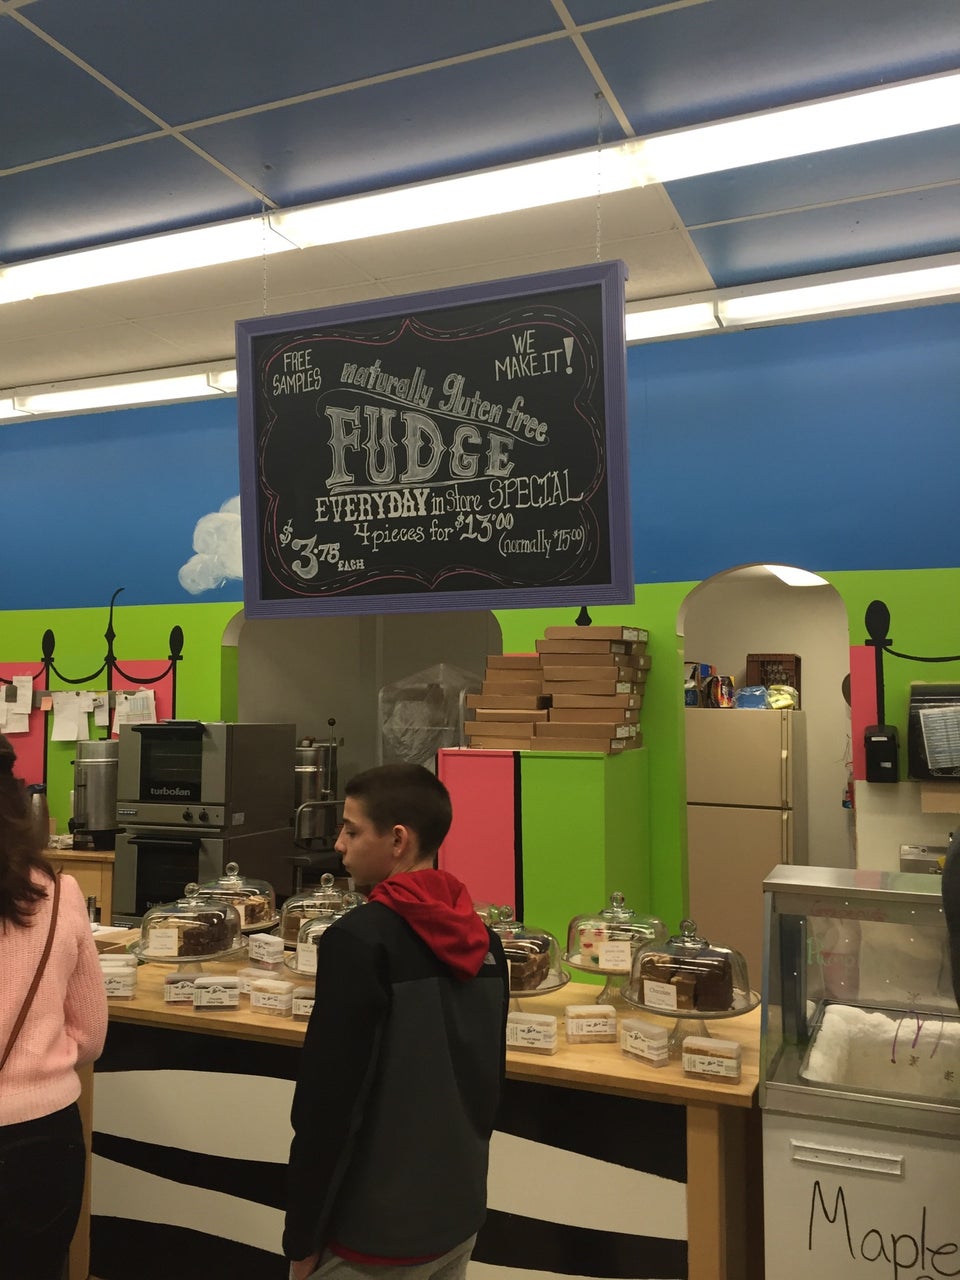 FREE
SAMPLES
WE
MAKE IT!
naturally gluten free
FUDGE
EVERYDAY in store SPECIAL
4 pieces for $13.00
(normally $15.00)
$3.75
EACH
turbofan
Chocolate
Maple